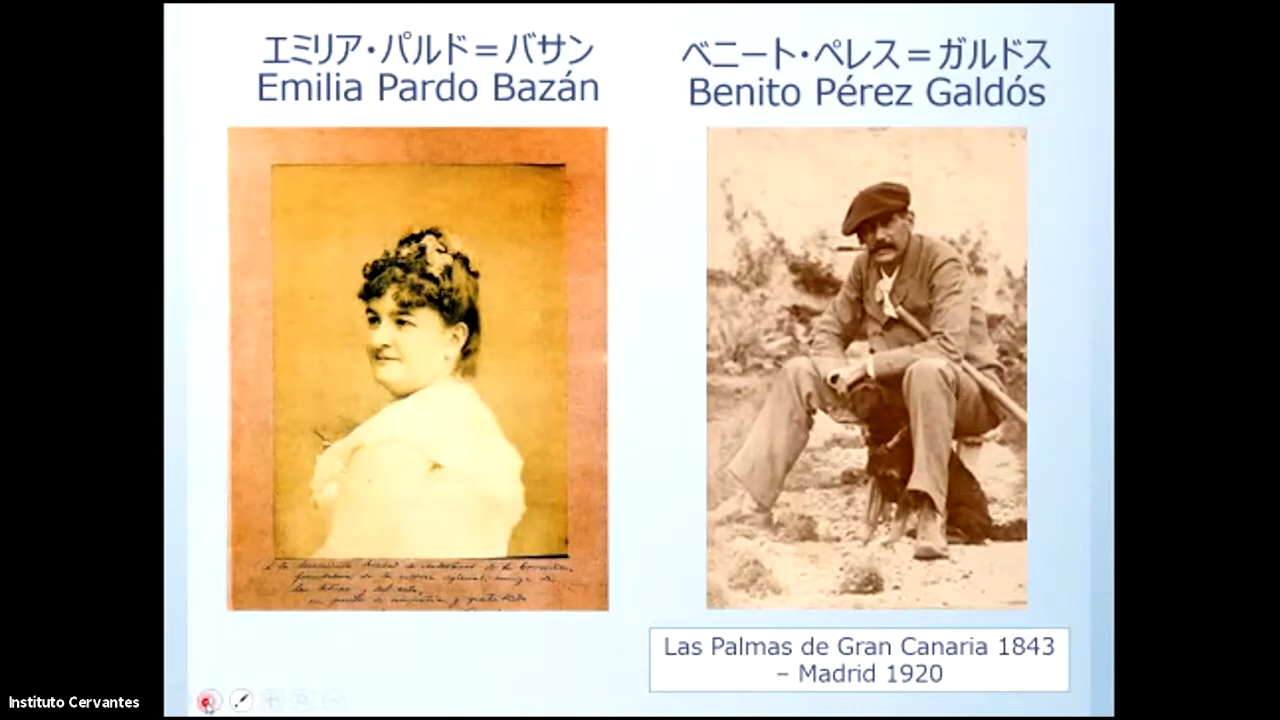 エミリア・パルド＝バサン
Emilia Pardo Bazán
ベニート・ペレス＝ガルドス
Benito Pérez Galdós
Las Palmas de Gran Canaria 1843
– Madrid 1920
Instituto Cervantes